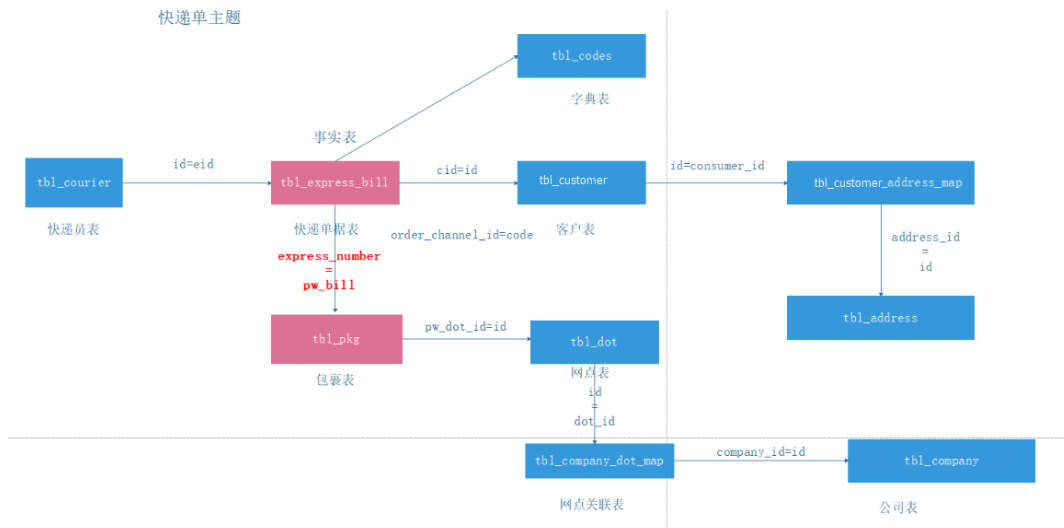 快递单主题
tbl_codes
字典表
事实表
tbl_courier
id=eid
tbl_express_bill
cid=id
tbl_customer
id=consumer_id
tbl_customer_address_map
快递员表
快递单据表
order_channel_id=code
客户表
address_id
=
id
express_number
=
pw_bill
tbl_address
tbl_pkg
pw_dot_id=id
tbl_dot
包裹表
网点表
id
=
dot_id
tbl_company_dot_map
company_id=id
tbl_company
网点关联表
公司表